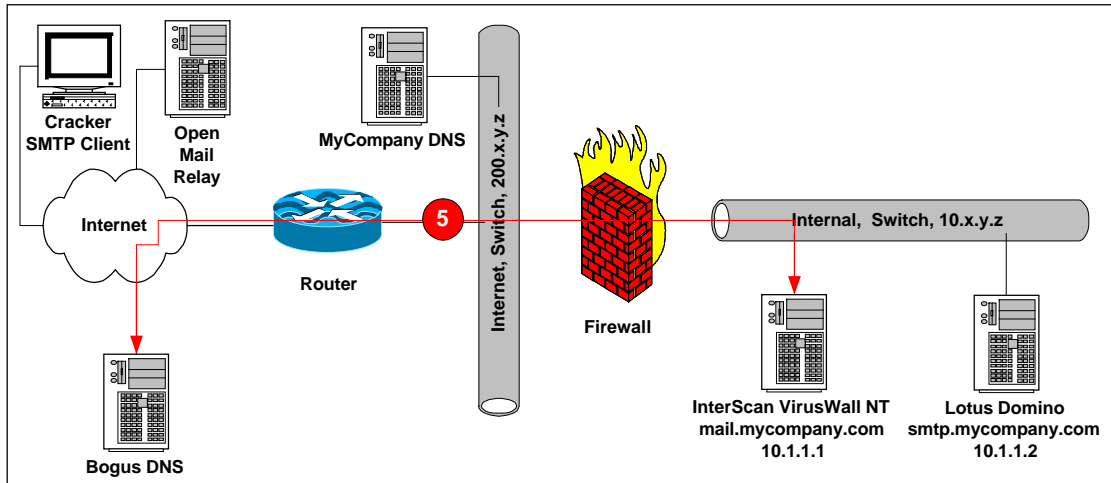 Cracker
SMTP Client
Open
Mail
Relay
MyCompany DNS
Internet
Router
5
Internet, Switch, 200.x.y.z
Firewall
Internal, Switch, 10.x.y.z
Bogus DNS
InterScan VirusWall NT
mail.mycompany.com
10.1.1.1
Lotus Domino
smtp.mycompany.com
10.1.1.2